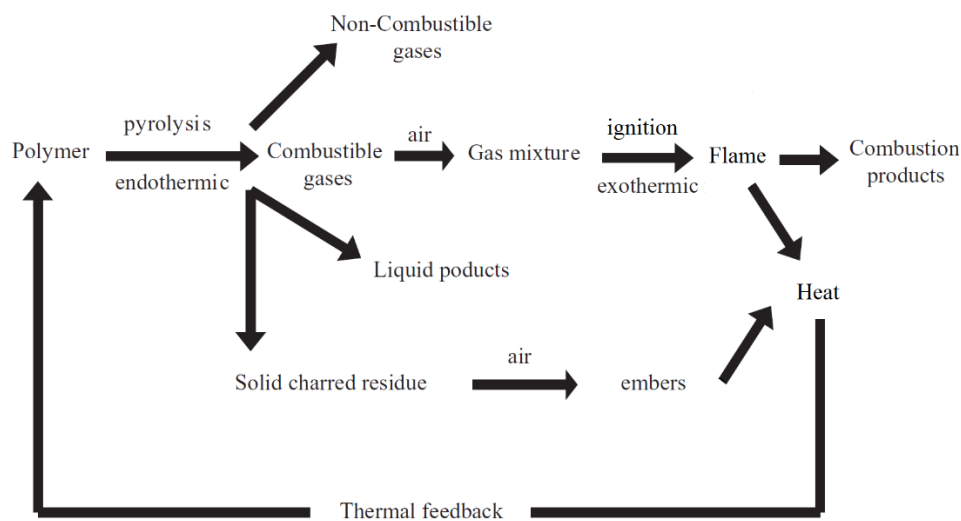 Non-Combustible
gases
pyrolysis
air
ignition
Polymer
Combustible
gases
Gas mixture
Flame
Combustion
products
endothermic
exothermic
Liquid poducts
Heat
air
Solid charred residue
embers
Thermal feedback